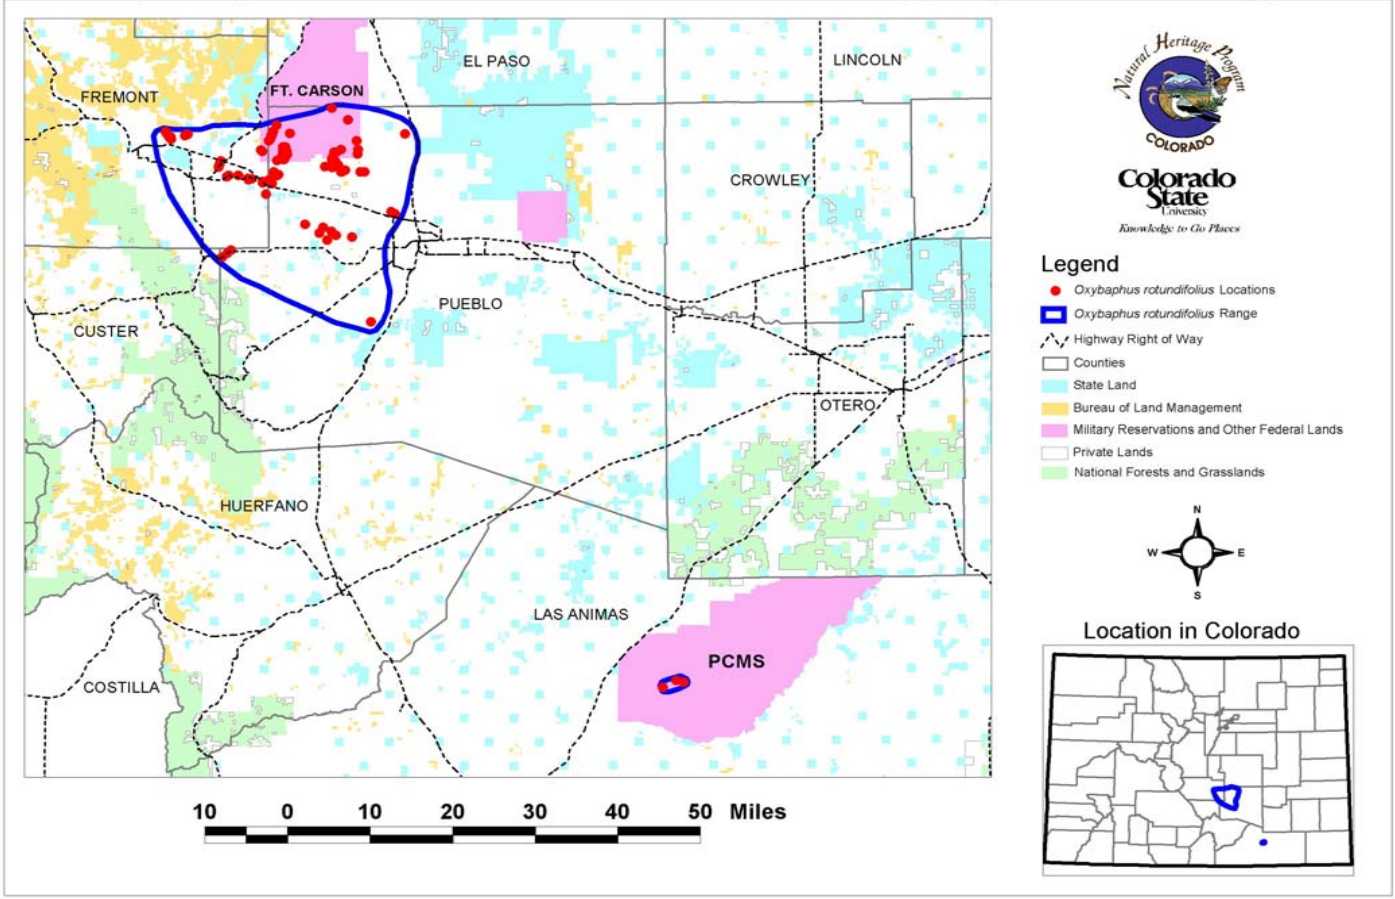 EL PASO
LINCOLN
FREMONT
FT. CARSON
CROWLEY
PUEBLO
CUSTER
OTERO
HUERFANO
LAS ANIMAS
PCMS
COSTILLA
10 0 10 20 30 40 50 Miles
Natural Heritage Program
COLORADO
Colorado
State
University
Knowledge to Go Places
Legend
Oxybaphus rotundifolius Locations
Oxybaphus rotundifolius Range
Highway Right of Way
Counties
State Land
Bureau of Land Management
Military Reservations and Other Federal Lands
Private Lands
National Forests and Grasslands
N
W E
S
Location in Colorado